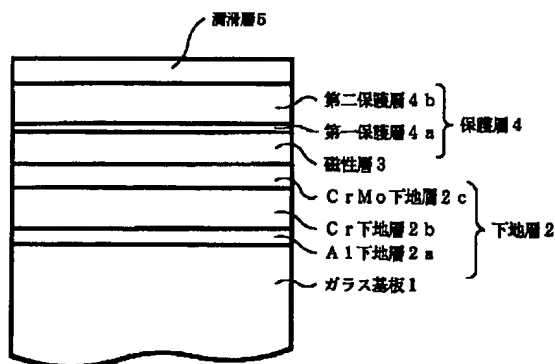 潤滑層5
第二保護層4b
第一保護層4a
保護層4
磁性層3
CrMo下地層2c
Cr下地層2b
下地層2
Al下地層2a
ガラス基板1